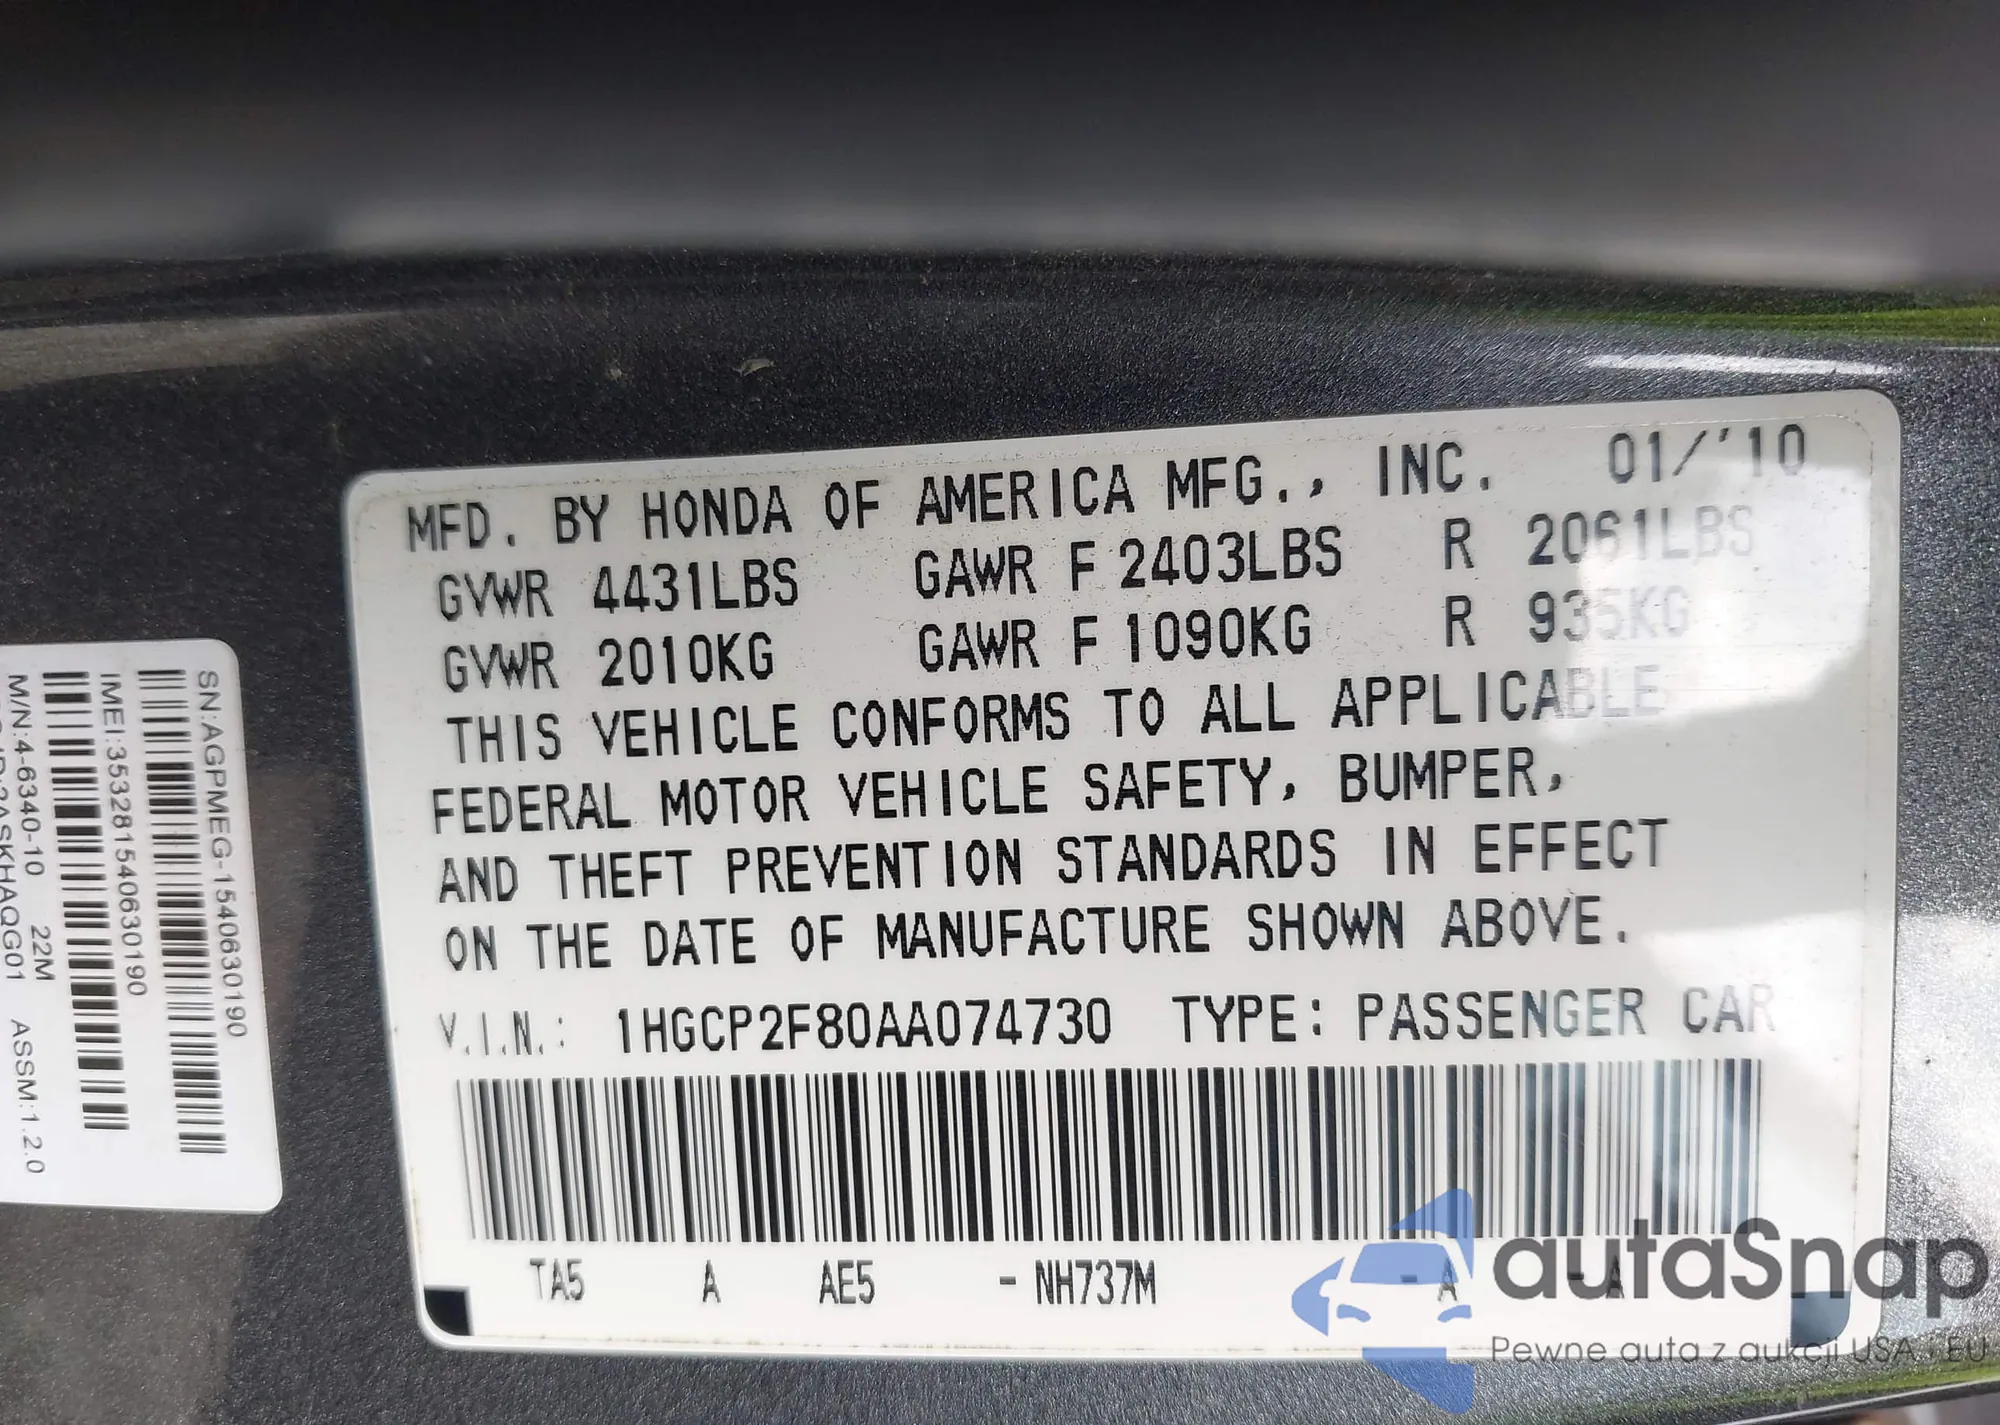 MFD. BY HONDA OF AMERICA MFG., INC. 01/'10
GVWR 4431LBS GAWR F 2403LBS R 2061LBS
GVWR 2010KG GAWR F 1090KG R 935KG
THIS VEHICLE CONFORMS TO ALL APPLICABLE
FEDERAL MOTOR VEHICLE SAFETY, BUMPER,
AND THEFT PREVENTION STANDARDS IN EFFECT
ON THE DATE OF MANUFACTURE SHOWN ABOVE.
V.I.N.: 1HGCP2F80AA074730 TYPE: PASSENGER CAR
TA5 A AE5 - NH737M - A - A
SN:AGPMEG-1540630190
IMEI:353281540630190
M/N:4-6340-10 22M ASSM:1.2.0
autaSnap
Pewne auta z aukcji USA i EU